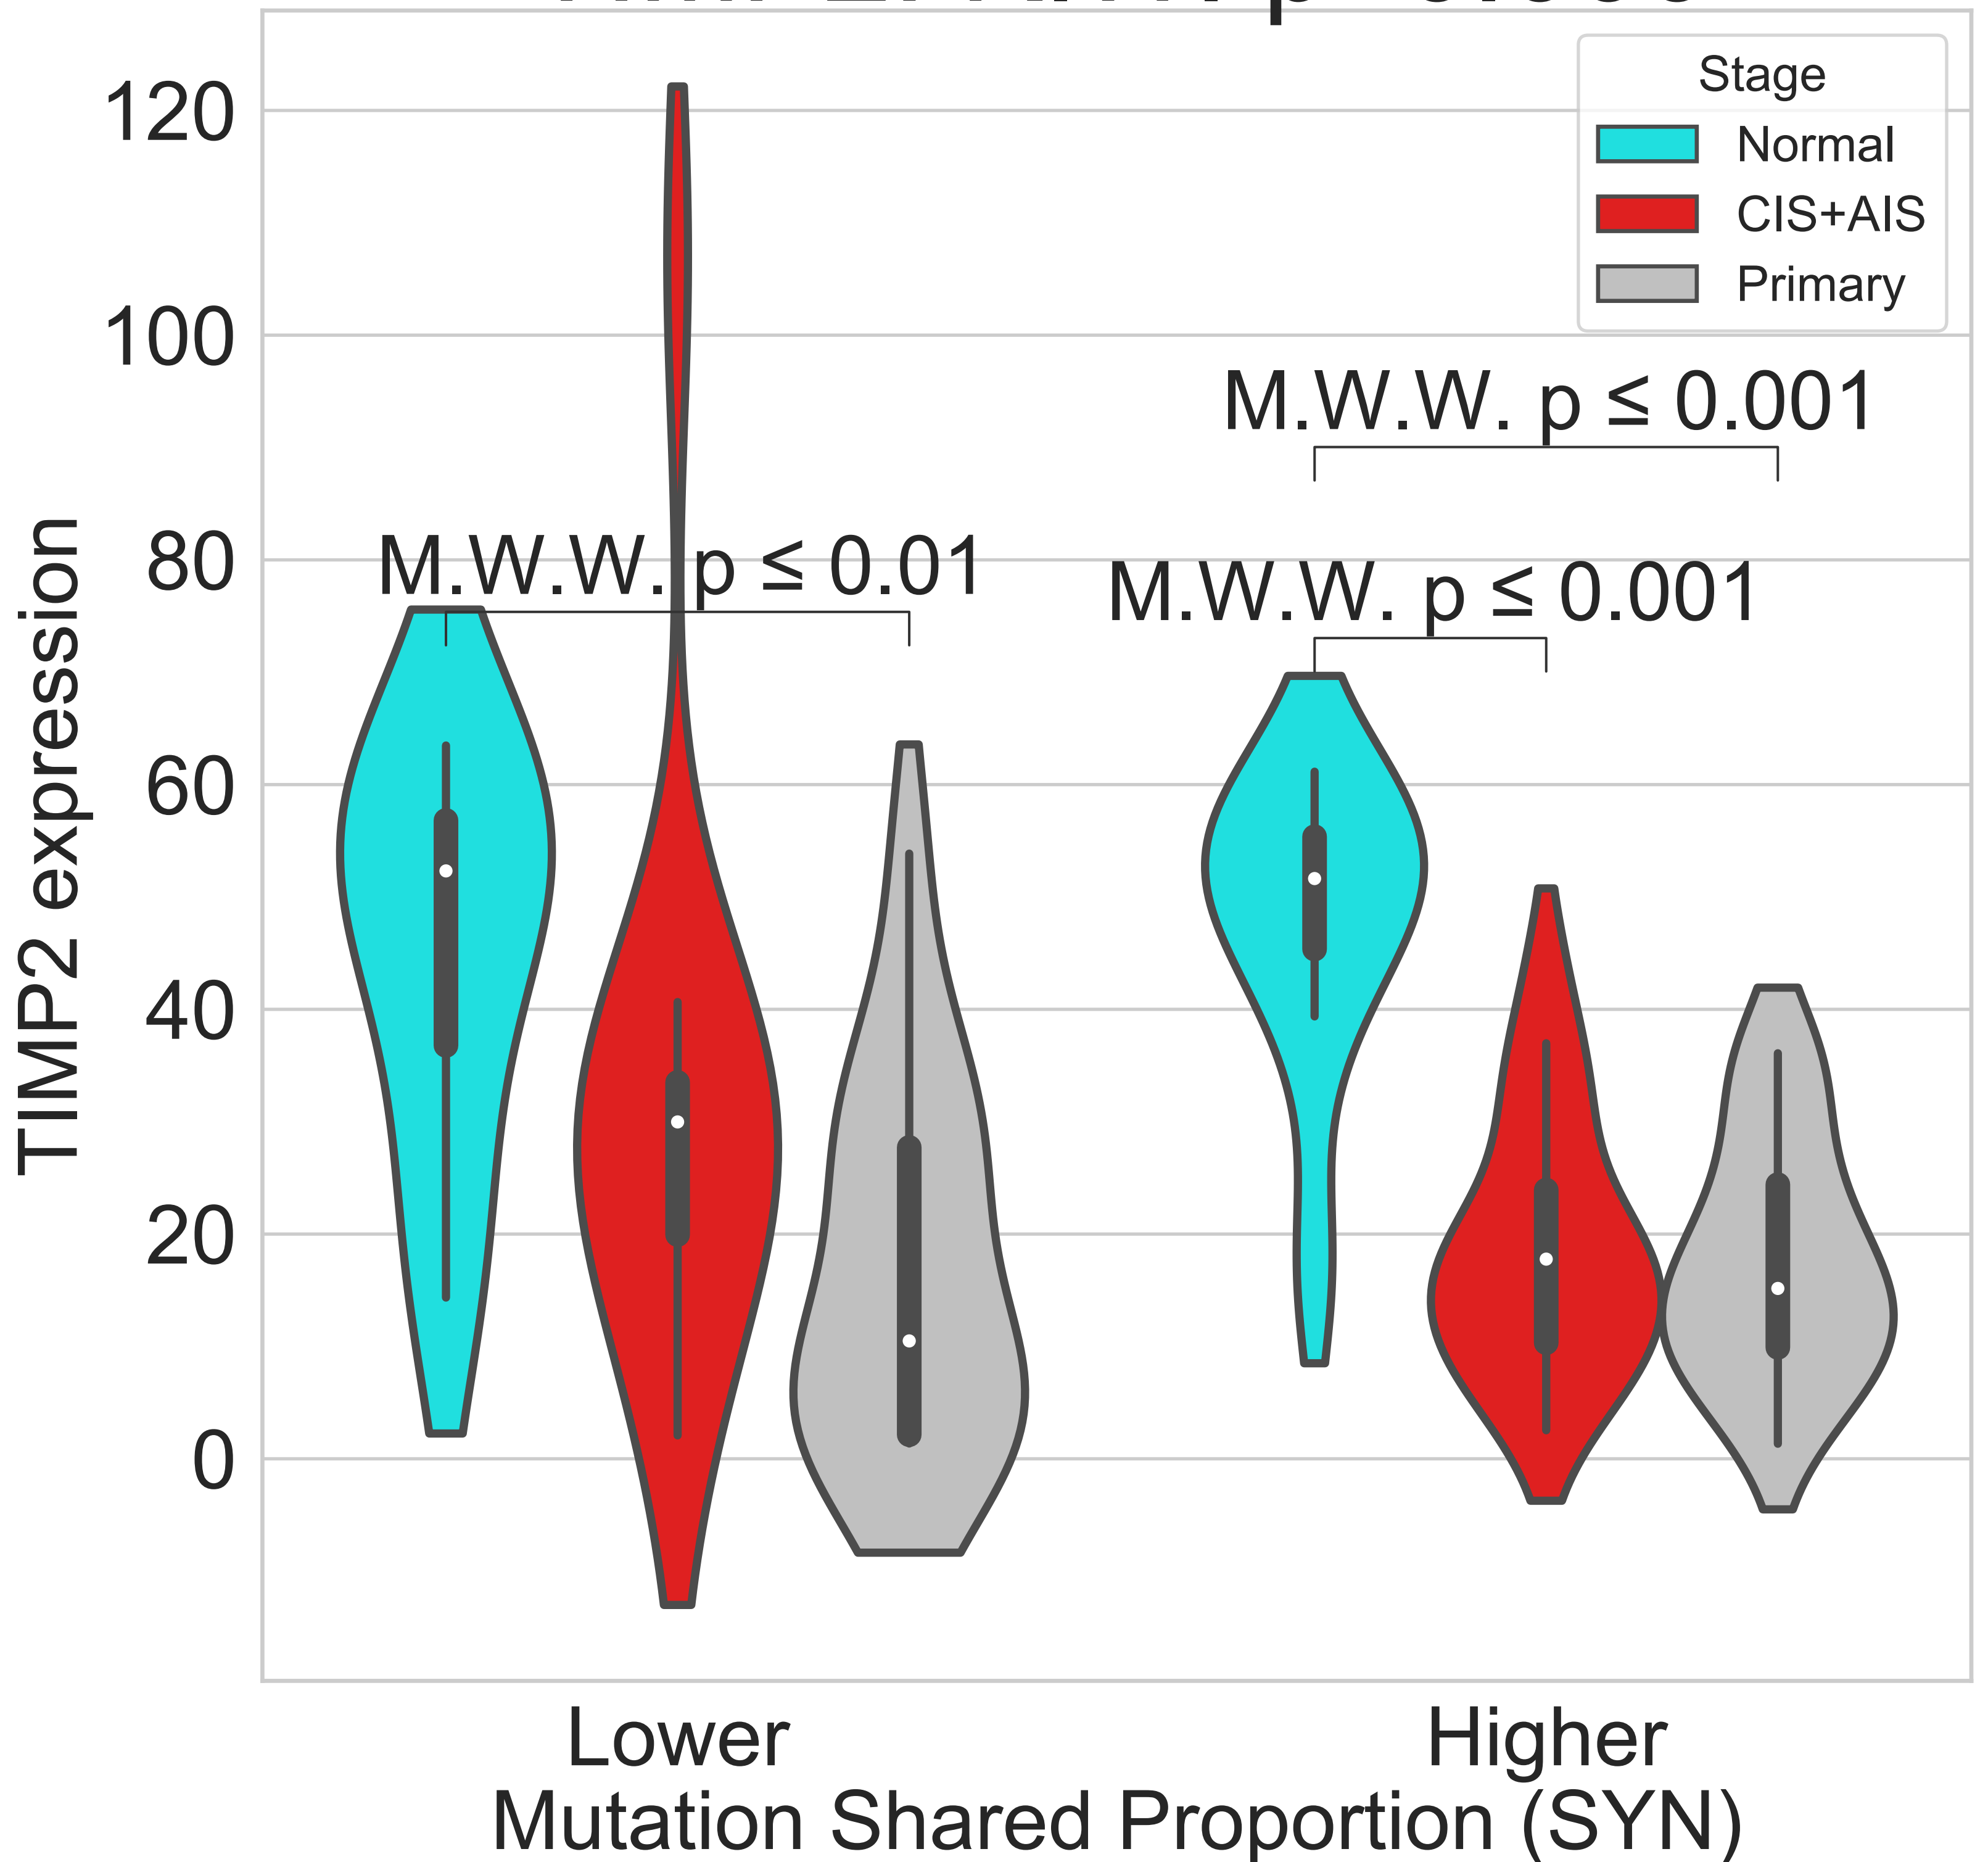 Stage
Normal
CIS+AIS
Primary
120
100
80
60
40
20
0
TIMP2 expression
M.W.W. p ≤ 0.001
M.W.W. p ≤ 0.01
M.W.W. p ≤ 0.001
Lower
Higher
Mutation Shared Proportion (SYN)